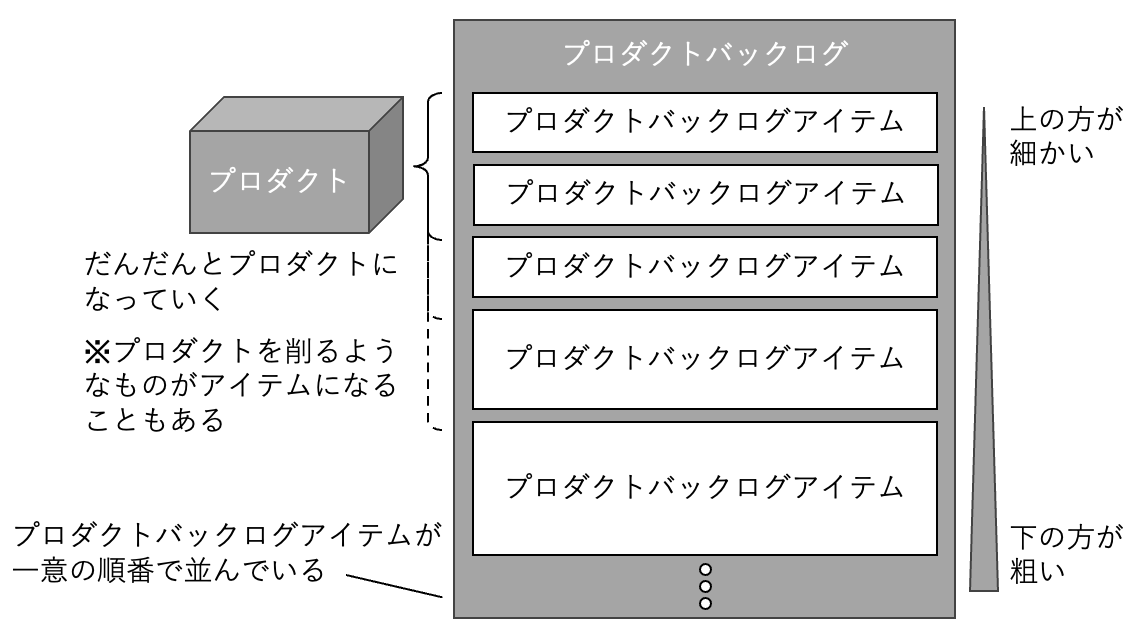 プロダクトバックログ
プロダクトバックログアイテム
プロダクトバックログアイテム
プロダクトバックログアイテム
プロダクトバックログアイテム
プロダクトバックログアイテム
プロダクト
だんだんとプロダクトに
なっていく
※プロダクトを削るよう
なものがアイテムになる
こともある
プロダクトバックログアイテムが
一意の順番で並んでいる
上の方が
細かい
下の方が
粗い